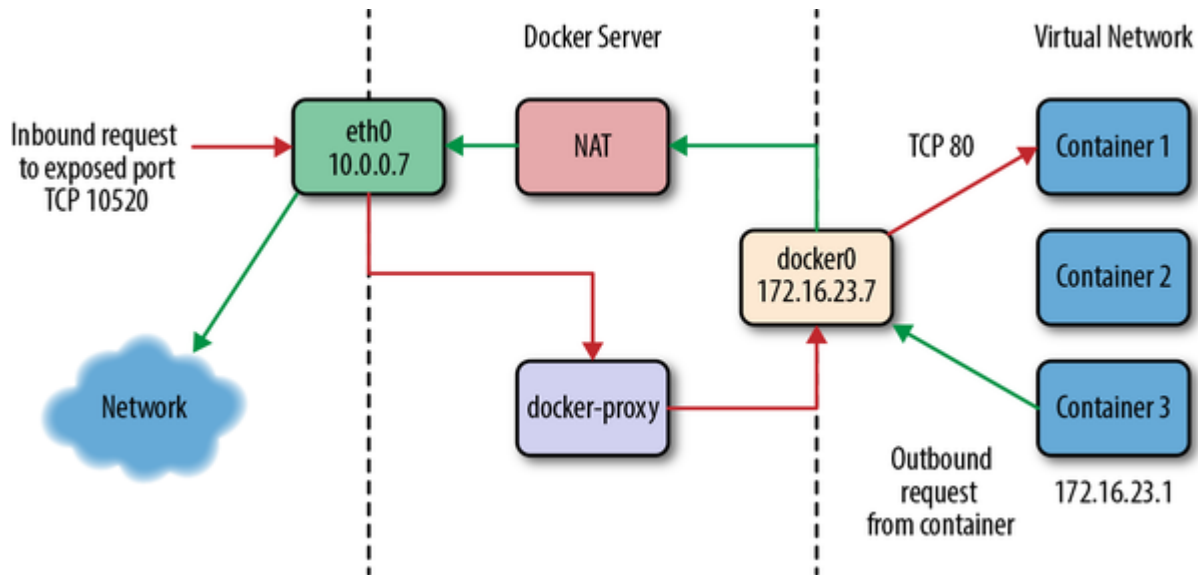 Docker Server
Virtual Network
Inbound request
to exposed port
TCP 10520
eth0
10.0.0.7
NAT
TCP 80
Container 1
docker0
172.16.23.7
Container 2
Network
docker-proxy
Container 3
Outbound
request
from container
172.16.23.1